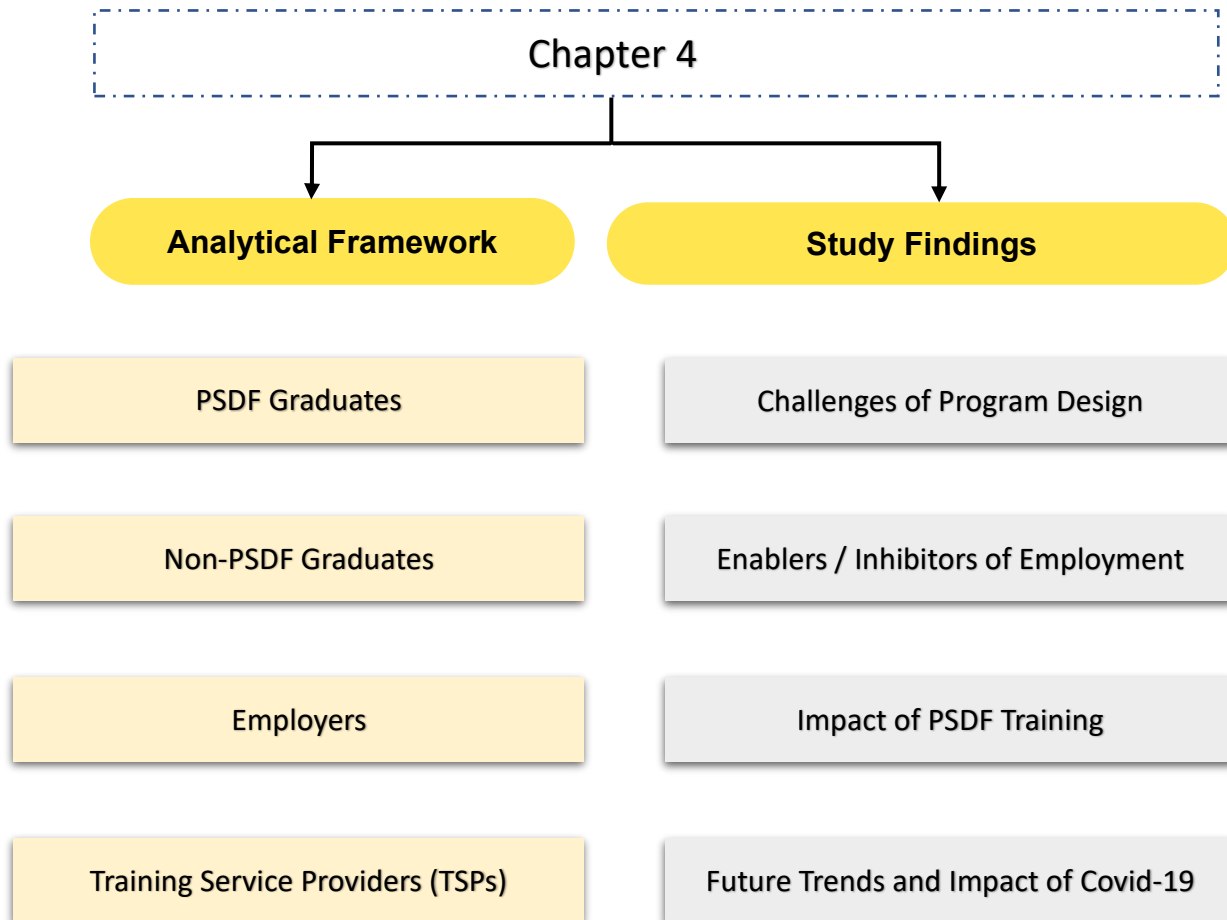 Chapter 4
Analytical Framework
Study Findings
PSDF Graduates
Challenges of Program Design
Non-PSDF Graduates
Enablers / Inhibitors of Employment
Employers
Impact of PSDF Training
Training Service Providers (TSPs)
Future Trends and Impact of Covid-19